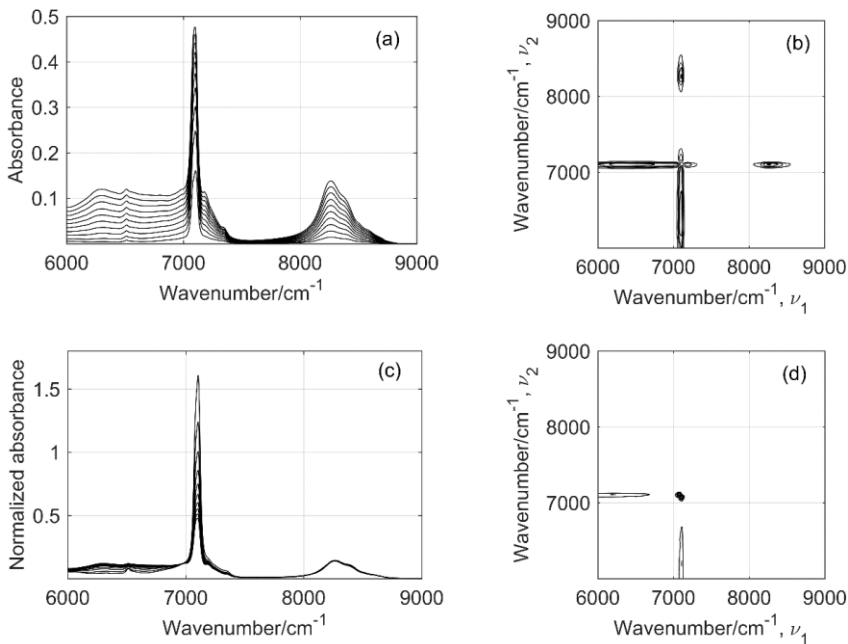 (a)
Absorbance
0.5
0.4
0.3
0.2
0.1
6000 7000 8000 9000
Wavenumber/cm⁻¹
(b)
Wavenumber/cm⁻¹, ν₂
9000
8000
7000
6000 7000 8000 9000
Wavenumber/cm⁻¹, ν₁
(c)
Normalized absorbance
1.5
1
0.5
6000 7000 8000 9000
Wavenumber/cm⁻¹
(d)
Wavenumber/cm⁻¹, ν₂
9000
8000
7000
6000 7000 8000 9000
Wavenumber/cm⁻¹, ν₁